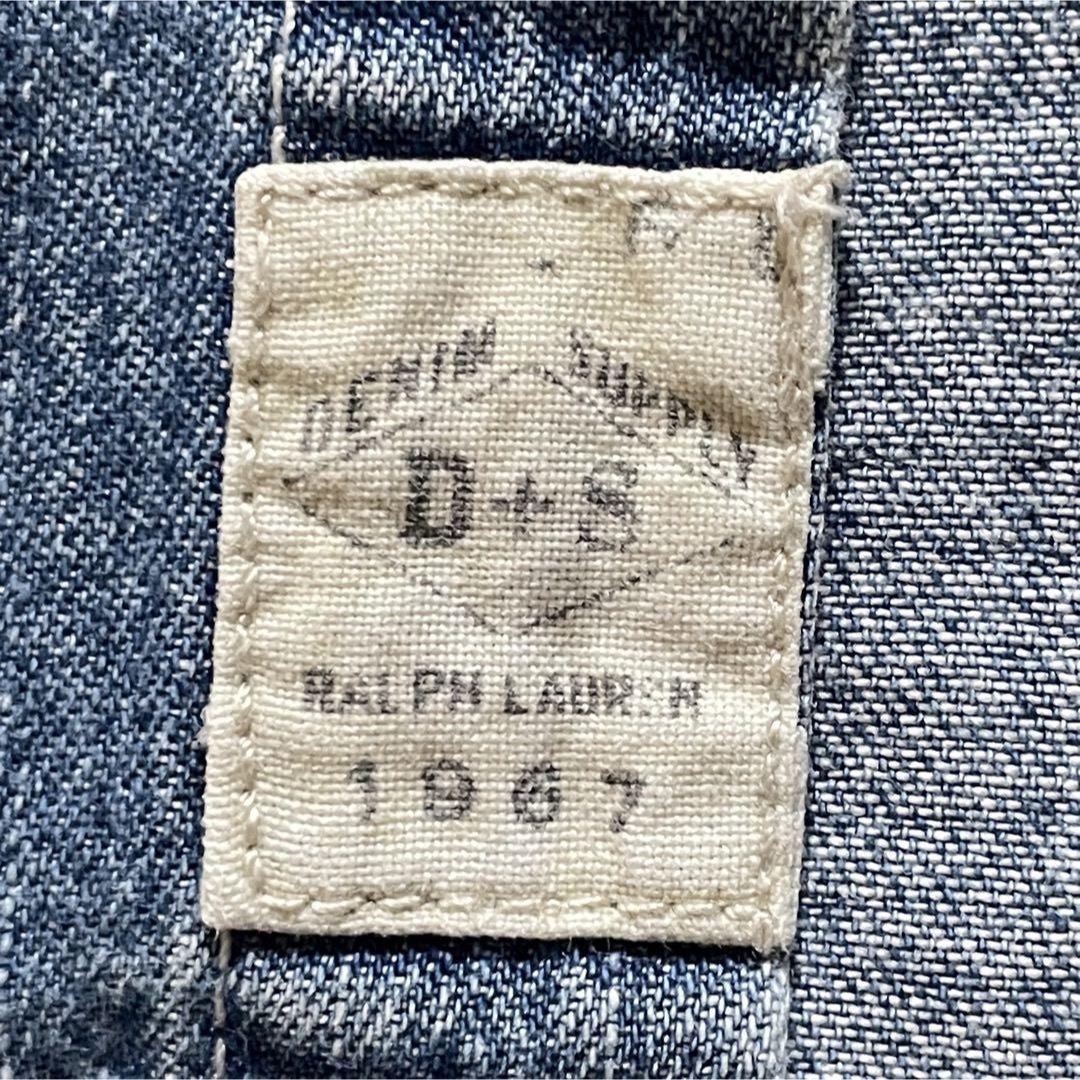 DENIM SUPPLY
D+S
RALPH LAUREN
1967